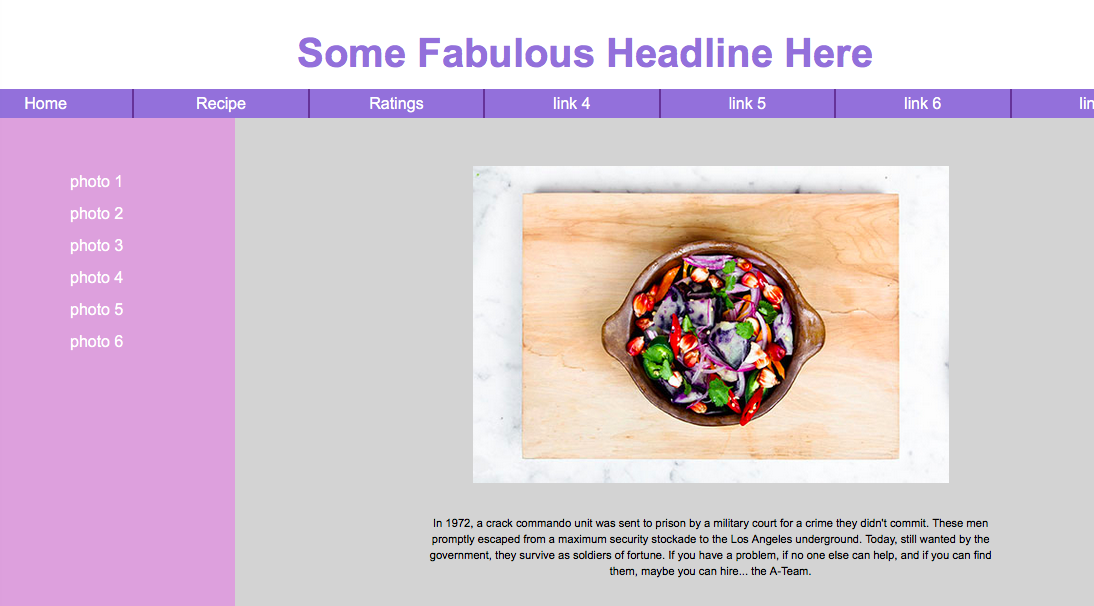 Some Fabulous Headline Here
Home Recipe Ratings link 4 link 5 link 6
photo 1
photo 2
photo 3
photo 4
photo 5
photo 6
In 1972, a crack commando unit was sent to prison by a military court for a crime they didn't commit. These men
promptly escaped from a maximum security stockade to the Los Angeles underground. Today, still wanted by the
government, they survive as soldiers of fortune. If you have a problem, if no one else can help, and if you can find
them, maybe you can hire... the A-Team.